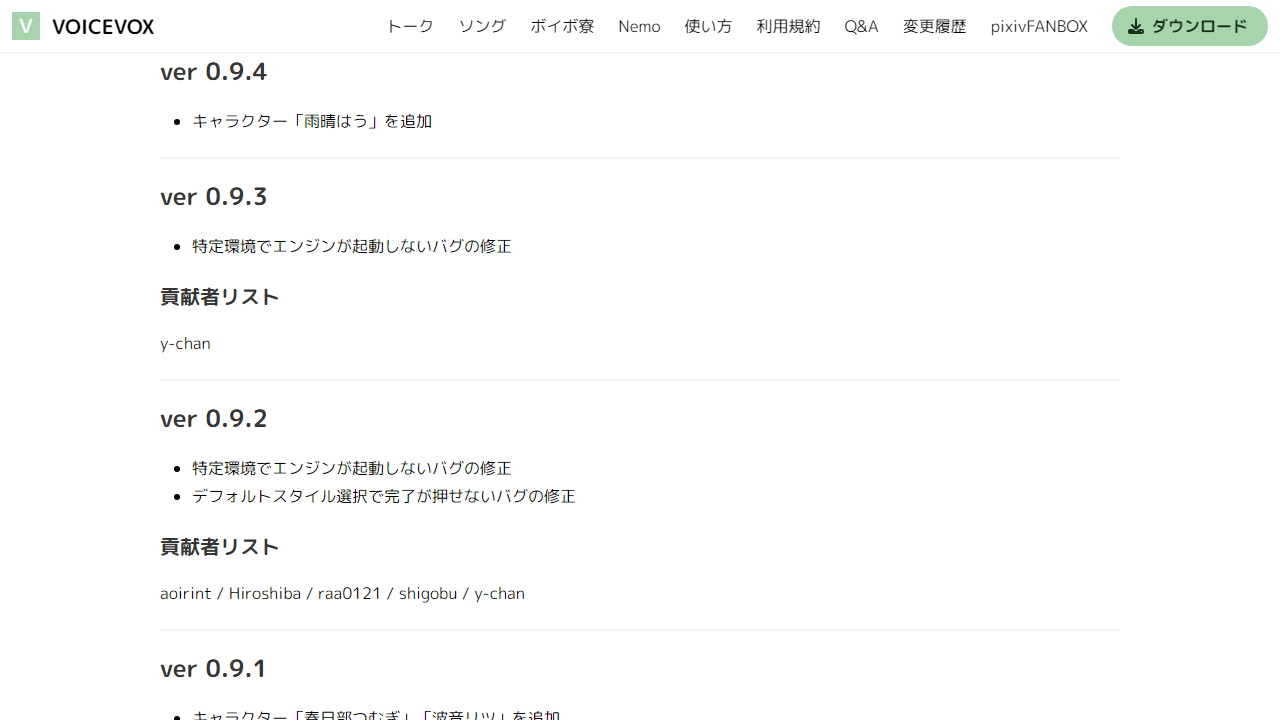 V VOICEVOX トーク ソング ボイボ寮 Nemo 使い方 利用規約 Q&A 変更履歴 pixivFANBOX ダウンロード
ver 0.9.4
キャラクター「雨晴はう」を追加
ver 0.9.3
特定環境でエンジンが起動しないバグの修正
貢献者リスト
y-chan
ver 0.9.2
特定環境でエンジンが起動しないバグの修正
デフォルトスタイル選択で完了が押せないバグの修正
貢献者リスト
aoirint / Hiroshiba / raa0121 / shigobu / y-chan
ver 0.9.1
キャラクター「春日部つむぎ」「波音リツ」を追加